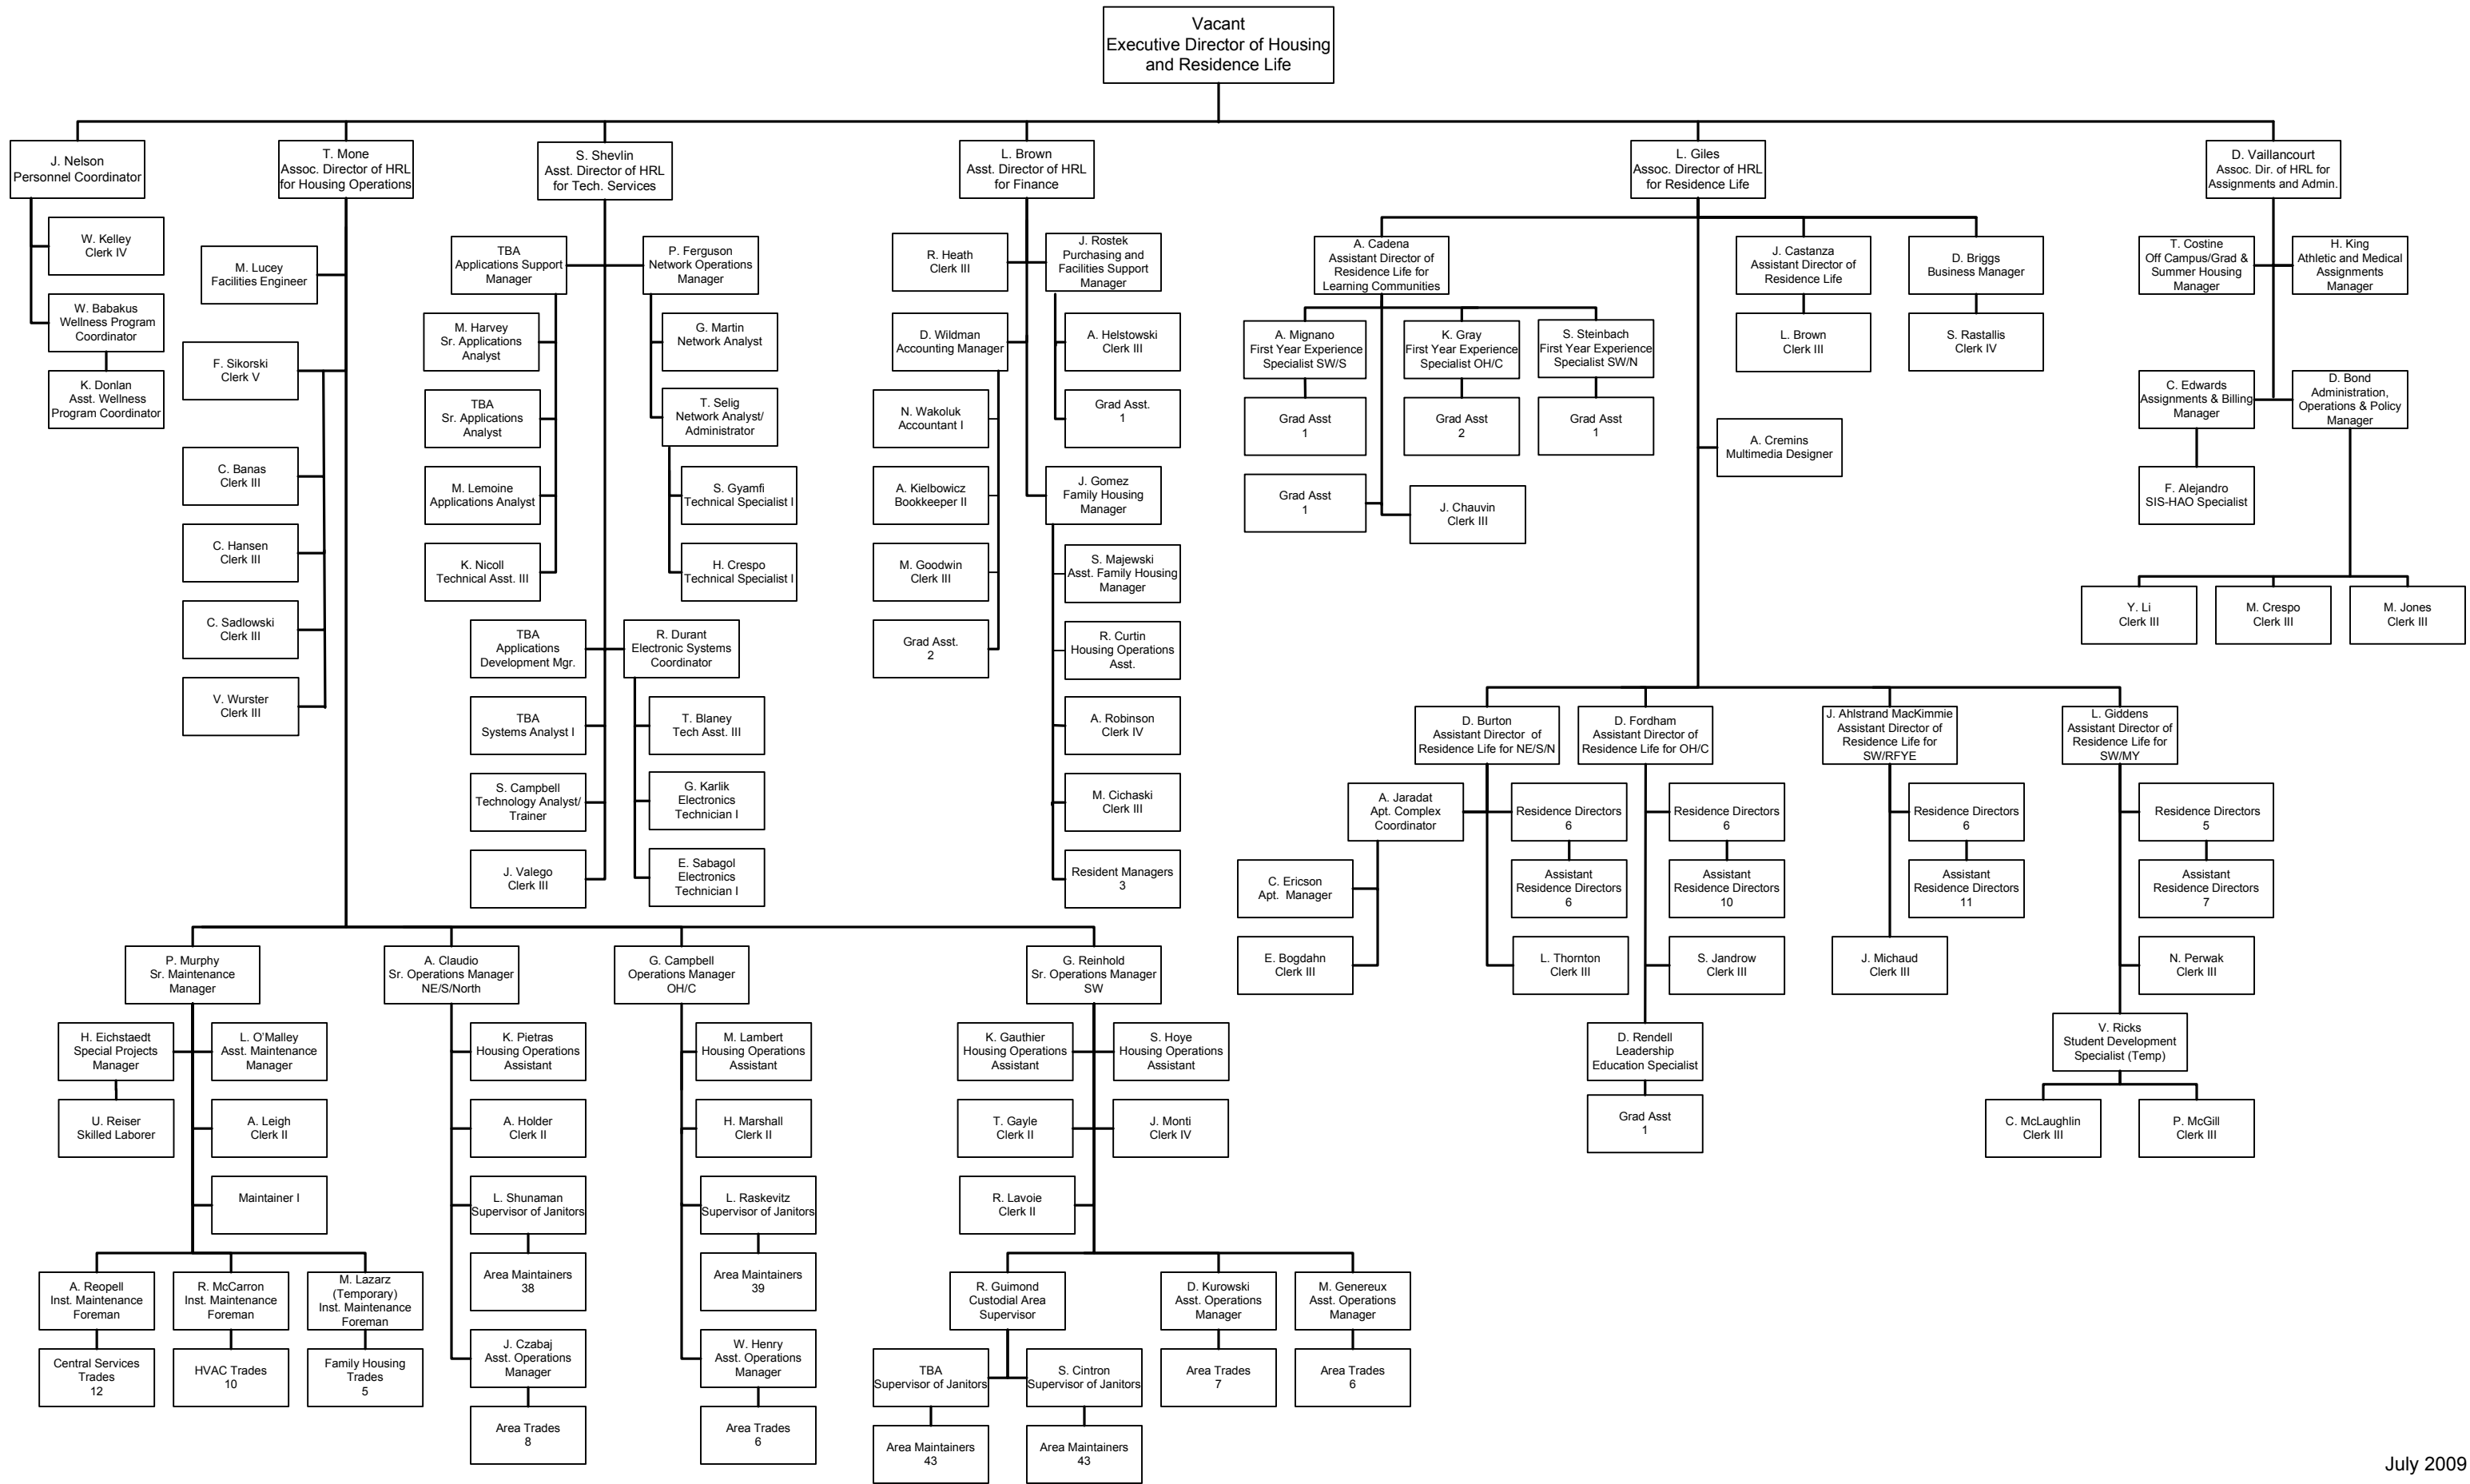 Vacant
Executive Director of Housing
and Residence Life
J. Nelson
Personnel Coordinator
W. Kelley
Clerk IV
W. Babakus
Wellness Program
Coordinator
K. Donlan
Asst. Wellness
Program Coordinator
T. Mone
Assoc. Director of HRL
for Housing Operations
M. Lucey
Facilities Engineer
F. Sikorski
Clerk V
C. Banas
Clerk III
C. Hansen
Clerk III
C. Sadlowski
Clerk III
V. Wurster
Clerk III
P. Murphy
Sr. Maintenance
Manager
H. Eichstaedt
Special Projects
Manager
U. Reiser
Skilled Laborer
L. O’Malley
Asst. Maintenance
Manager
A. Leigh
Clerk II
Maintainer I
A. Reopell
Inst. Maintenance
Foreman
Central Services
Trades
12
R. McCarron
Inst. Maintenance
Foreman
HVAC Trades
10
M. Lazarz
(Temporary)
Inst. Maintenance
Foreman
Family Housing
Trades
5
A. Claudio
Sr. Operations Manager
NE/S/North
K. Pietras
Housing Operations
Assistant
A. Holder
Clerk II
L. Shunaman
Supervisor of Janitors
Area Maintainers
38
J. Czabaj
Asst. Operations
Manager
Area Trades
8
G. Campbell
Operations Manager
OH/C
M. Lambert
Housing Operations
Assistant
H. Marshall
Clerk II
L. Raskevitz
Supervisor of Janitors
Area Maintainers
39
W. Henry
Asst. Operations
Manager
Area Trades
6
G. Reinhold
Sr. Operations Manager
SW
K. Gauthier
Housing Operations
Assistant
S. Hoye
Housing Operations
Assistant
T. Gayle
Clerk II
J. Monti
Clerk IV
R. Lavoie
Clerk II
R. Guimond
Custodial Area
Supervisor
TBA
Supervisor of Janitors
Area Maintainers
43
S. Cintron
Supervisor of Janitors
Area Maintainers
43
D. Kurowski
Asst. Operations
Manager
Area Trades
7
M. Genereux
Asst. Operations
Manager
Area Trades
6
S. Shevlin
Asst. Director of HRL
for Tech. Services
TBA
Applications Support
Manager
M. Harvey
Sr. Applications
Analyst
TBA
Sr. Applications
Analyst
M. Lemoine
Applications Analyst
K. Nicoll
Technical Asst. III
P. Ferguson
Network Operations
Manager
G. Martin
Network Analyst
T. Selig
Network Analyst/
Administrator
S. Gyamfi
Technical Specialist I
H. Crespo
Technical Specialist I
TBA
Applications
Development Mgr.
TBA
Systems Analyst I
S. Campbell
Technology Analyst/
Trainer
J. Valego
Clerk III
R. Durant
Electronic Systems
Coordinator
T. Blaney
Tech Asst. III
G. Karlik
Electronics
Technician I
E. Sabagol
Electronics
Technician I
L. Brown
Asst. Director of HRL
for Finance
R. Heath
Clerk III
D. Wildman
Accounting Manager
N. Wakoluk
Accountant I
A. Kielbowicz
Bookkeeper II
M. Goodwin
Clerk III
Grad Asst.
2
J. Rostek
Purchasing and
Facilities Support
Manager
A. Helstowski
Clerk III
Grad Asst.
1
J. Gomez
Family Housing
Manager
S. Majewski
Asst. Family Housing
Manager
R. Curtin
Housing Operations
Asst.
A. Robinson
Clerk IV
M. Cichaski
Clerk III
Resident Managers
3
L. Giles
Assoc. Director of HRL
for Residence Life
A. Cadena
Assistant Director of
Residence Life for
Learning Communities
A. Mignano
First Year Experience
Specialist SW/S
Grad Asst
1
K. Gray
First Year Experience
Specialist OH/C
Grad Asst
2
S. Steinbach
First Year Experience
Specialist SW/N
Grad Asst
1
Grad Asst
1
J. Chauvin
Clerk III
J. Castanza
Assistant Director of
Residence Life
L. Brown
Clerk III
D. Briggs
Business Manager
S. Rastallis
Clerk IV
A. Cremins
Multimedia Designer
D. Burton
Assistant Director of
Residence Life for NE/S/N
A. Jaradat
Apt. Complex
Coordinator
C. Ericson
Apt. Manager
E. Bogdahn
Clerk III
Residence Directors
6
Assistant
Residence Directors
6
L. Thornton
Clerk III
D. Fordham
Assistant Director of
Residence Life for OH/C
Residence Directors
6
Assistant
Residence Directors
10
S. Jandrow
Clerk III
D. Rendell
Leadership
Education Specialist
Grad Asst
1
J. Ahlstrand MacKimmie
Assistant Director of
Residence Life for
SW/RFYE
Residence Directors
6
Assistant
Residence Directors
11
J. Michaud
Clerk III
L. Giddens
Assistant Director of
Residence Life for
SW/MY
Residence Directors
5
Assistant
Residence Directors
7
N. Perwak
Clerk III
V. Ricks
Student Development
Specialist (Temp)
C. McLaughlin
Clerk III
P. McGill
Clerk III
D. Vaillancourt
Assoc. Dir. of HRL for
Assignments and Admin.
T. Costine
Off Campus/Grad &
Summer Housing
Manager
H. King
Athletic and Medical
Assignments
Manager
C. Edwards
Assignments & Billing
Manager
F. Alejandro
SIS-HAO Specialist
D. Bond
Administration,
Operations & Policy
Manager
Y. Li
Clerk III
M. Crespo
Clerk III
M. Jones
Clerk III
July 2009